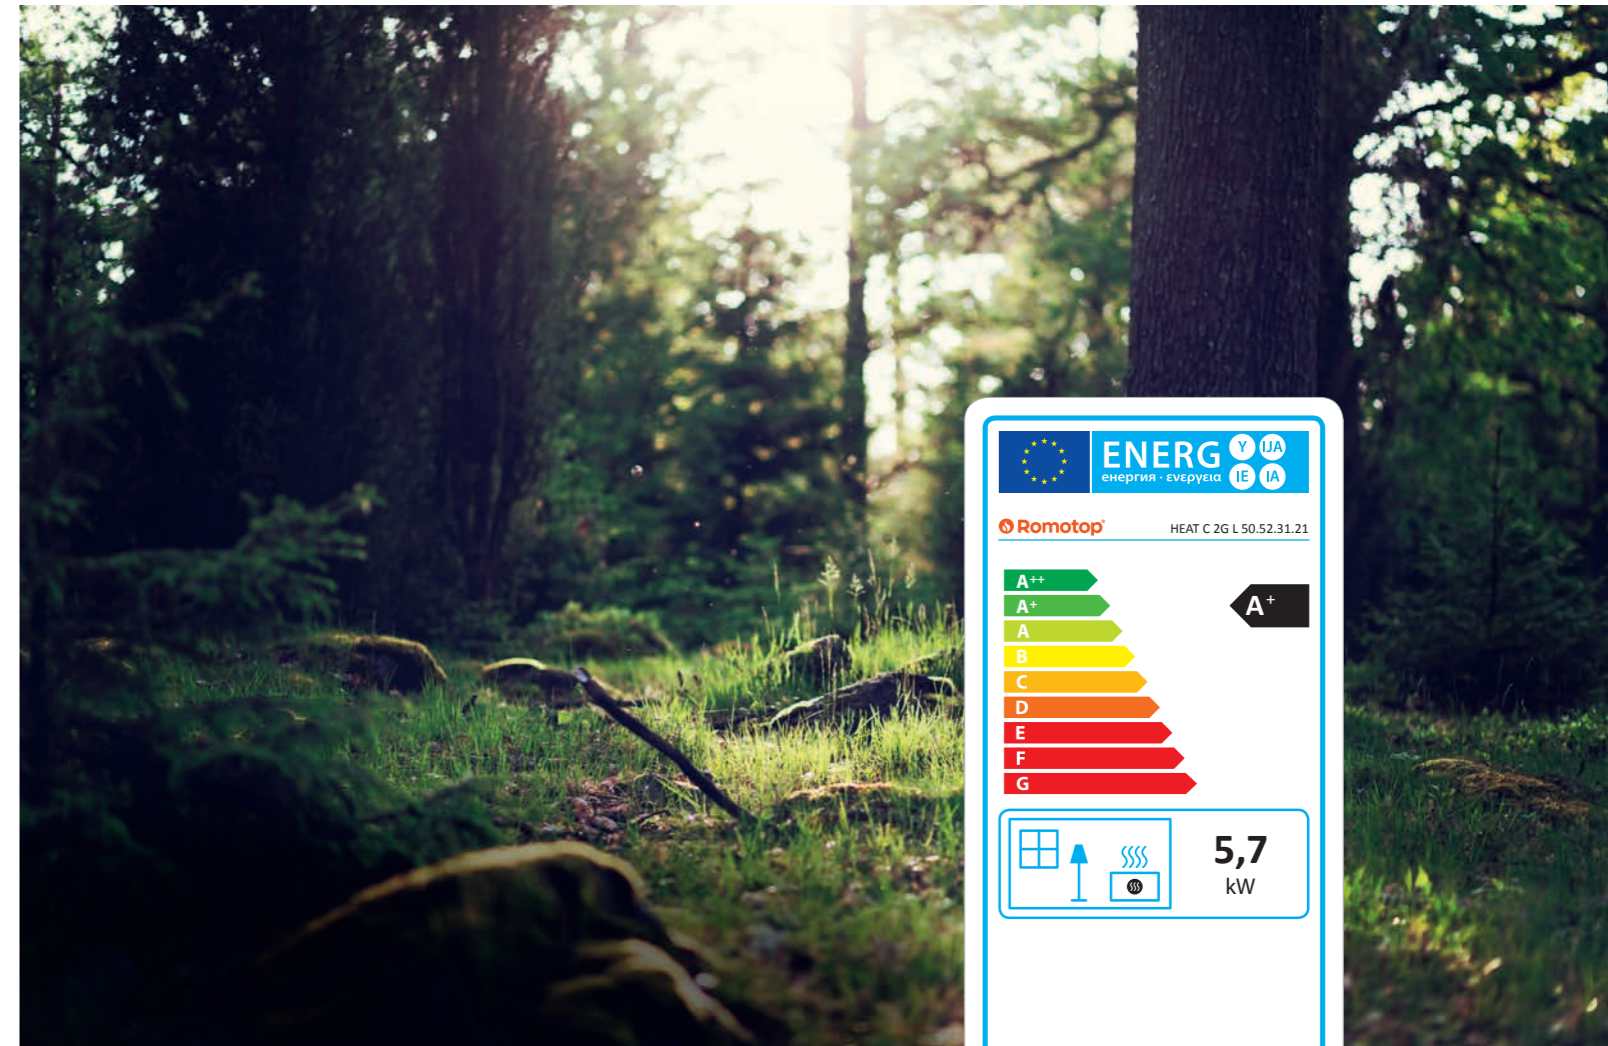 ENERG Y IJA
енергия · ενεργεια IE IA
Romotop® HEAT C 2G L 50.52.31.21
A++
A+ A+
A
B
C
D
E
F
G
5,7
kW